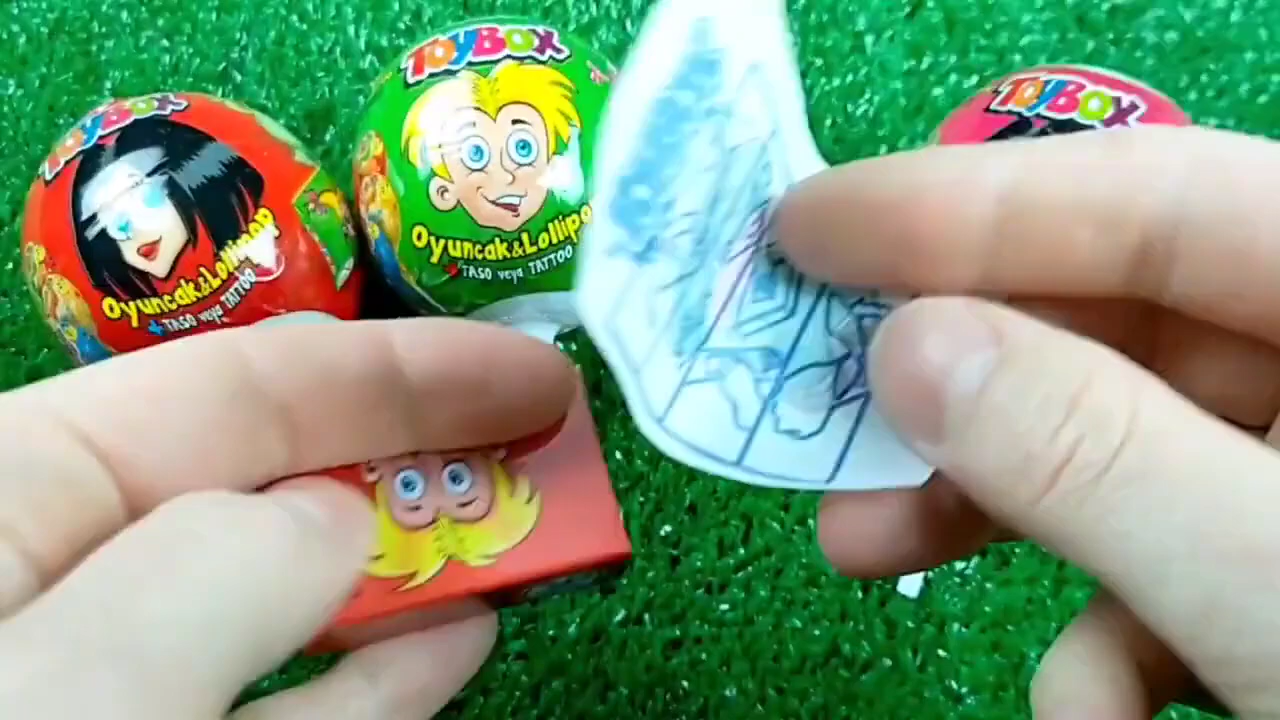 ToyBox
Oyuncak&Lollipop
+ TASO veya TATTOO
ToyBox
Oyuncak&Lollipo
+ TASO veya TATTOO
ToyBox